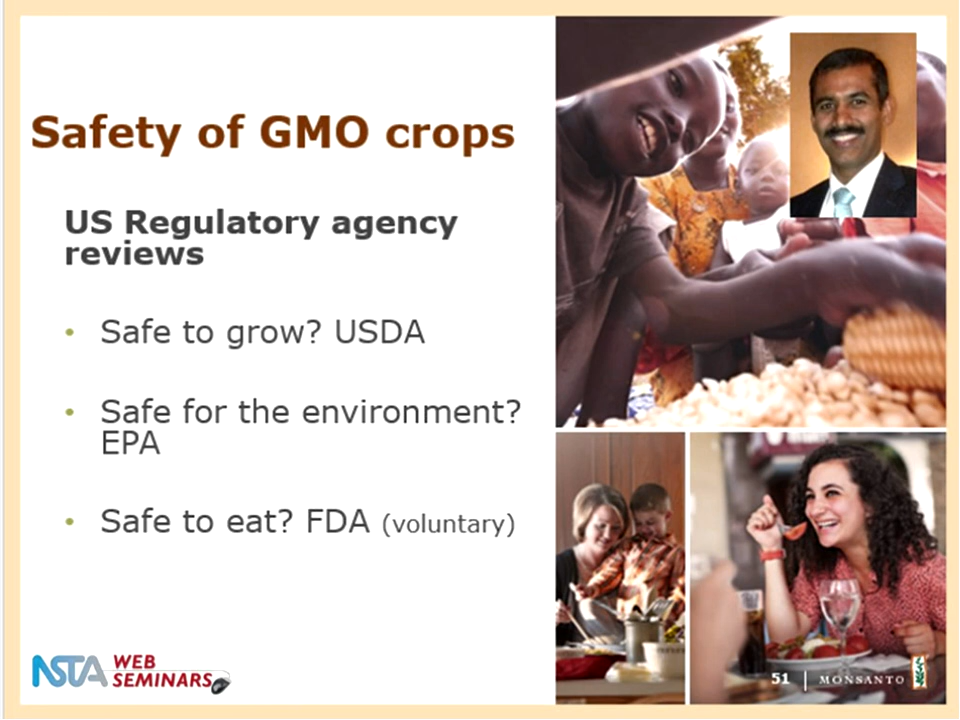 Safety of GMO crops
US Regulatory agency
reviews
• Safe to grow? USDA
• Safe for the environment?
EPA
• Safe to eat? FDA (voluntary)
NSTA WEB
SEMINARS
51 | MONSANTO